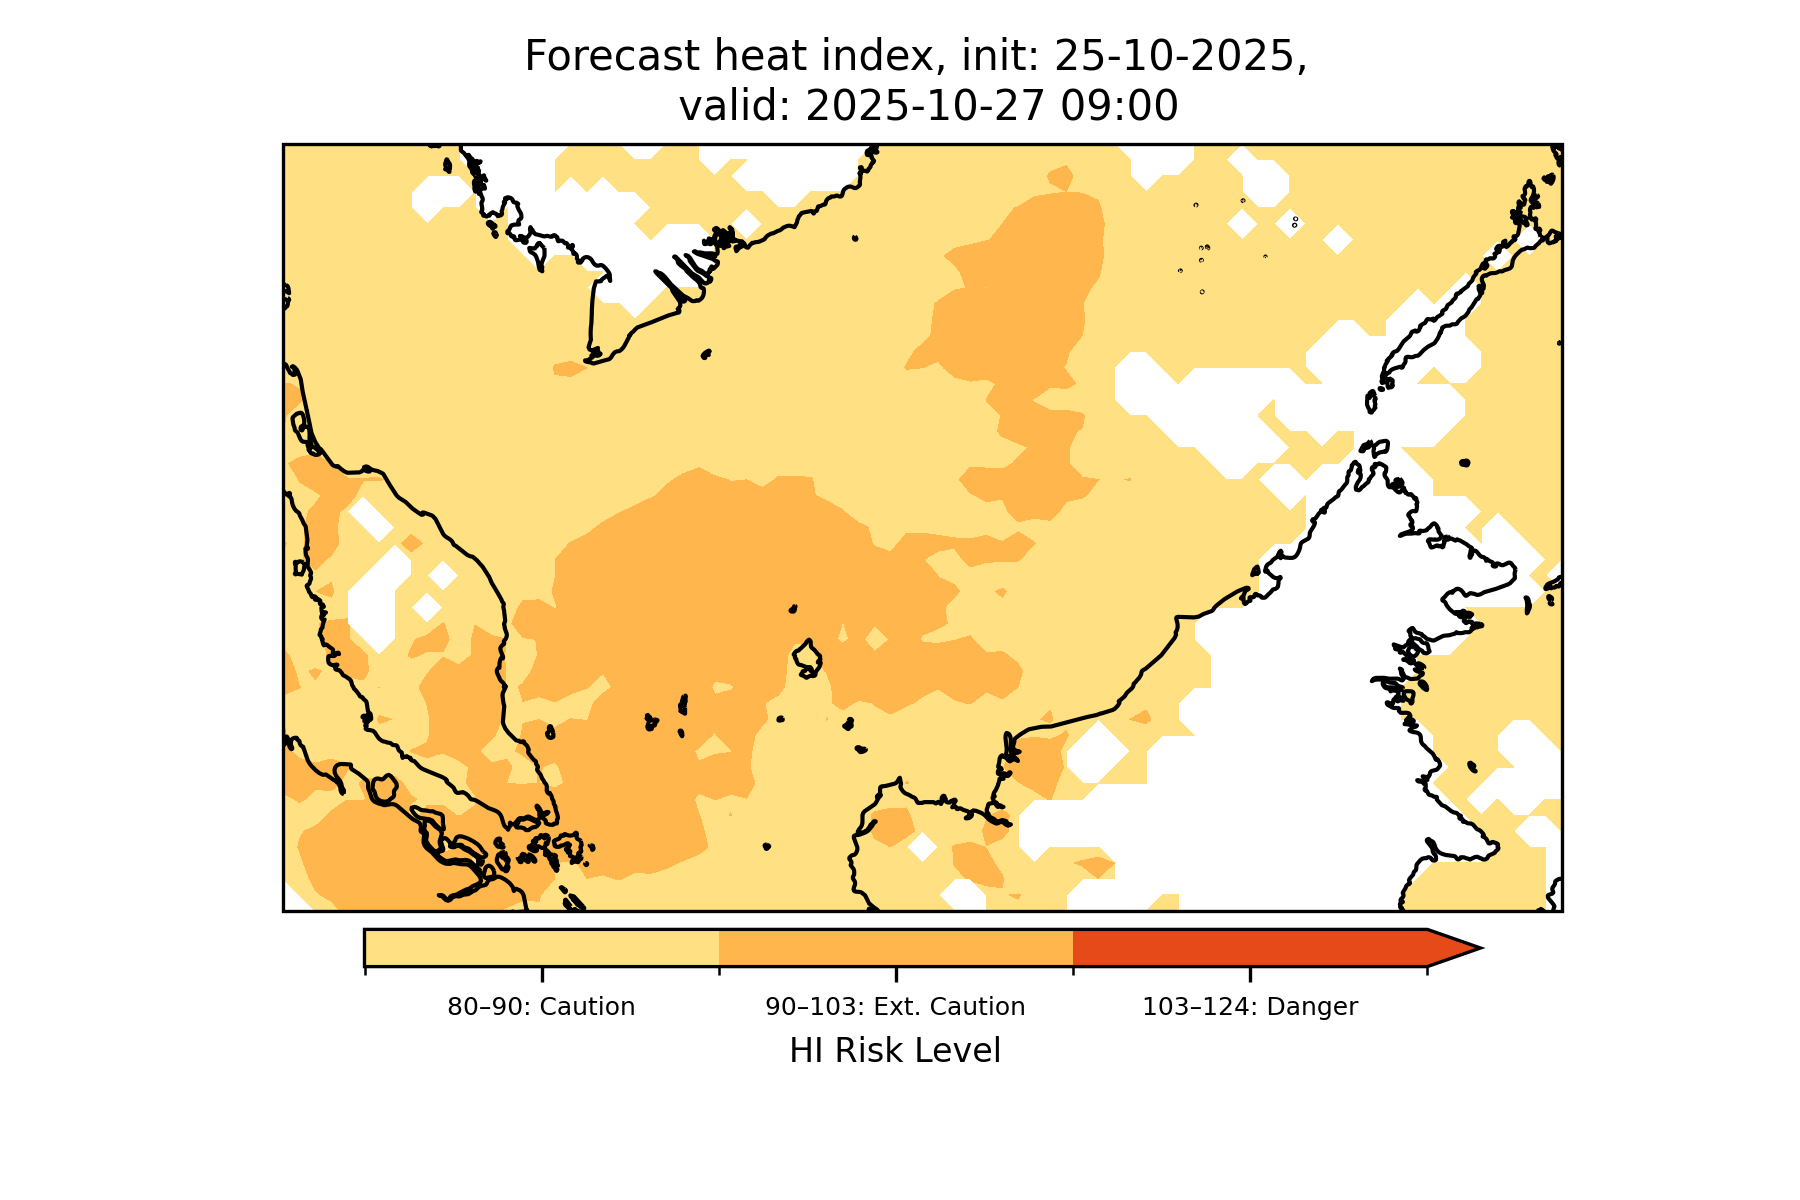 Forecast heat index, init: 25-10-2025,
valid: 2025-10-27 09:00
80–90: Caution
90–103: Ext. Caution
103–124: Danger
HI Risk Level